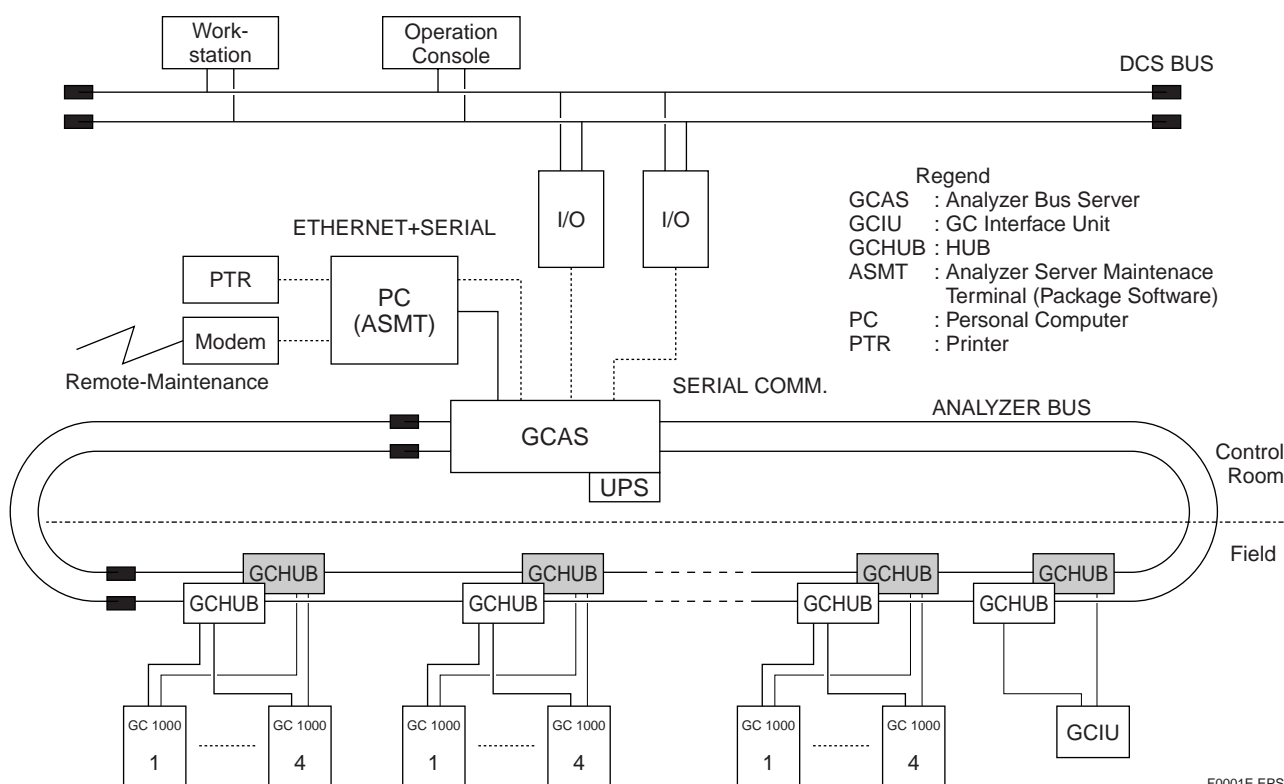 Work-
station
Operation
Console
DCS BUS
Regend
GCAS : Analyzer Bus Server
GCIU : GC Interface Unit
GCHUB : HUB
ASMT : Analyzer Server Maintenace
Terminal (Package Software)
PC : Personal Computer
PTR : Printer
I/O
I/O
ETHERNET+SERIAL
PTR
PC
(ASMT)
Modem
Remote-Maintenance
SERIAL COMM.
ANALYZER BUS
GCAS
UPS
Control
Room
Field
GCHUB
GCHUB
GCHUB
GCHUB
GCHUB
GCHUB
GCHUB
GCHUB
GC 1000
1
GC 1000
4
GC 1000
1
GC 1000
4
GC 1000
1
GC 1000
4
GCIU
F0001E.EPS